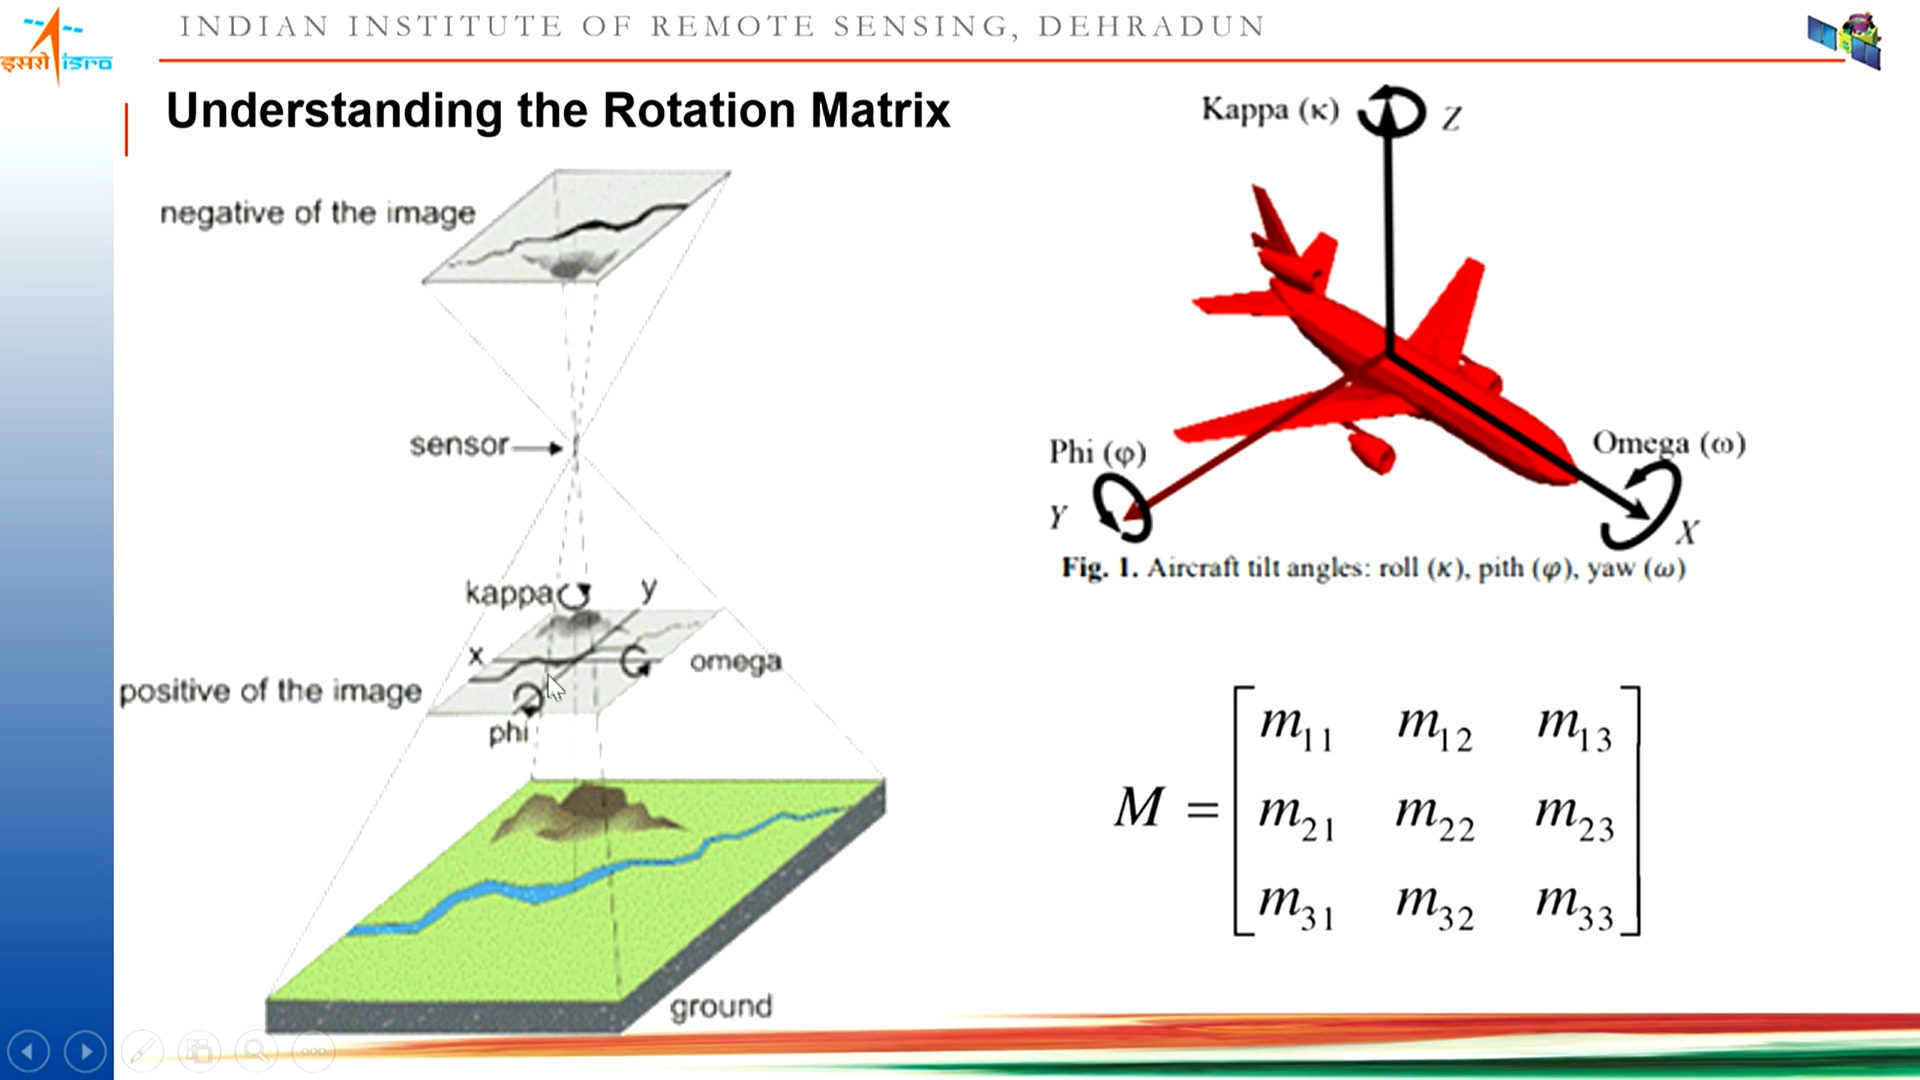 INDIAN INSTITUTE OF REMOTE SENSING, DEHRADUN
इसरो isro
Understanding the Rotation Matrix
negative of the image
sensor
kappa
y
x
omega
positive of the image
phi
ground
Kappa (κ)
Z
Phi (φ)
Y
Omega (ω)
X
Fig. 1. Aircraft tilt angles: roll (κ), pith (φ), yaw (ω)
M = [ m11 m12 m13
m21 m22 m23
m31 m32 m33 ]